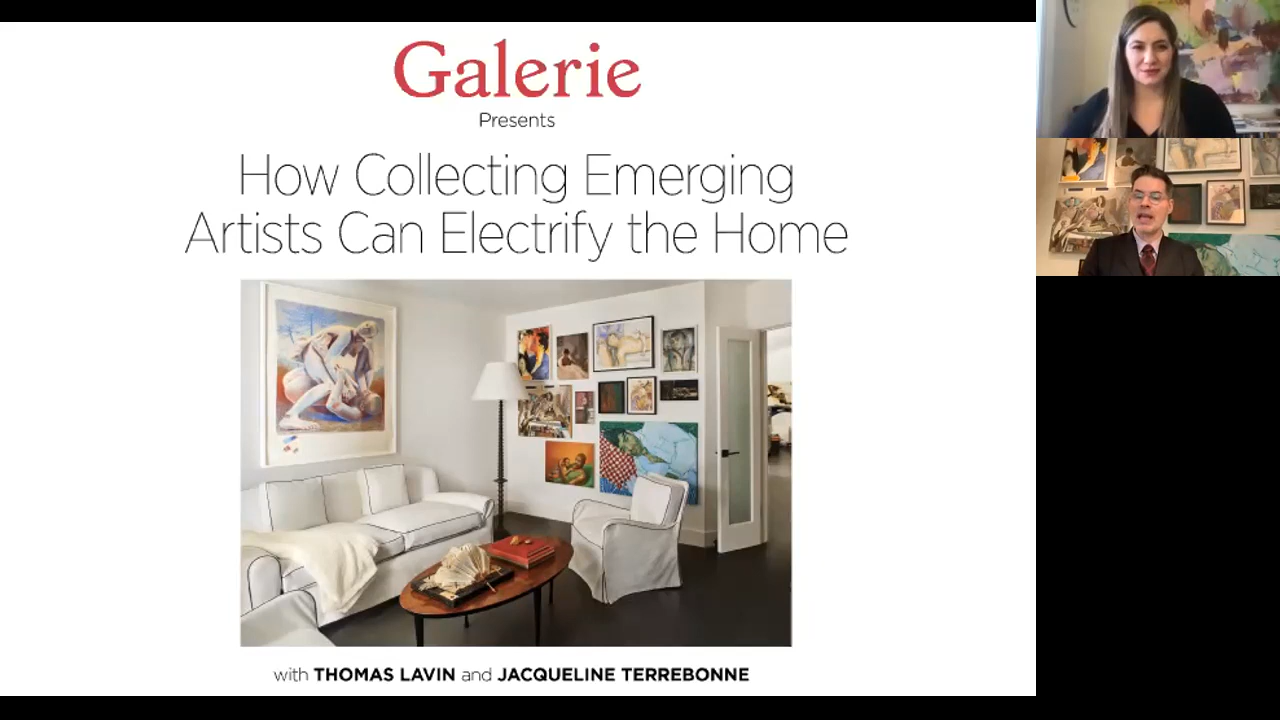 Galerie
Presents
How Collecting Emerging
Artists Can Electrify the Home
with THOMAS LAVIN and JACQUELINE TERREBONNE